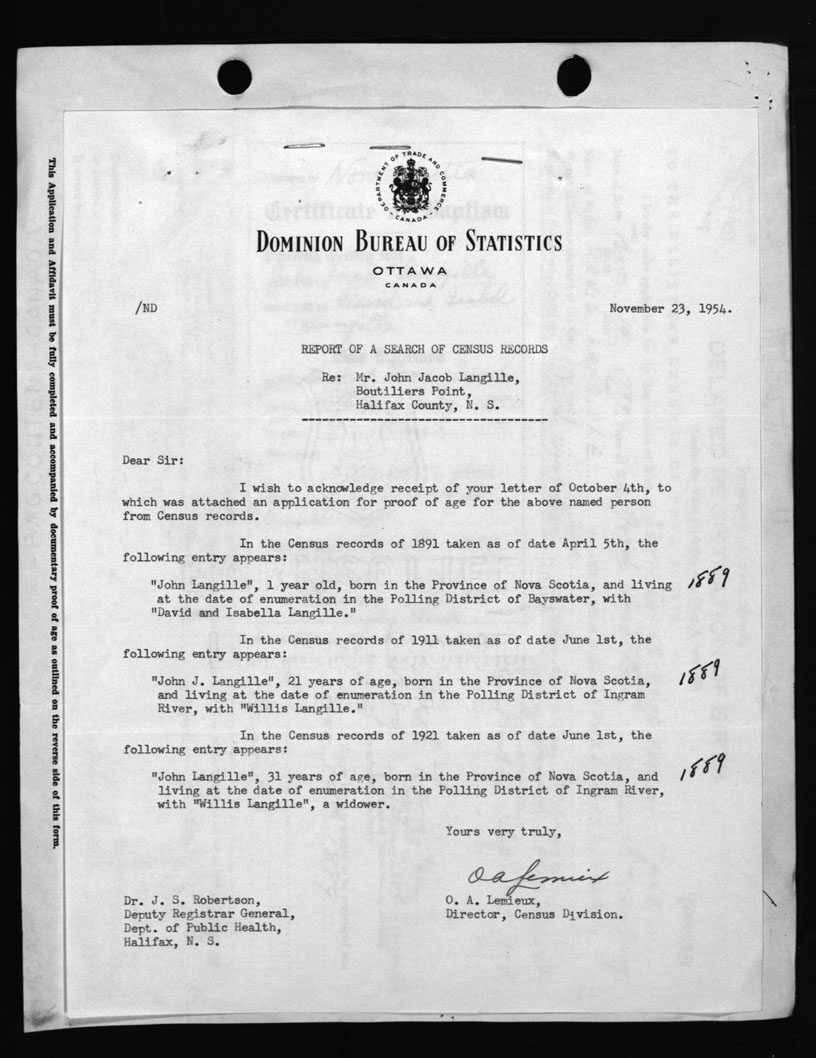 This Application and Affidavit must be fully completed and accompanied by documentary proof of age as outlined on the reverse side of this form.
DEPARTMENT OF TRADE AND COMMERCE
CANADA
DOMINION BUREAU OF STATISTICS
OTTAWA
CANADA
/ND
November 23, 1954.
REPORT OF A SEARCH OF CENSUS RECORDS
Re: Mr. John Jacob Langille,
Boutiliers Point,
Halifax County, N. S.
Dear Sir:
I wish to acknowledge receipt of your letter of October 4th, to
which was attached an application for proof of age for the above named person
from Census records.
In the Census records of 1891 taken as of date April 5th, the
following entry appears:
"John Langille", 1 year old, born in the Province of Nova Scotia, and living
at the date of enumeration in the Polling District of Bayswater, with
"David and Isabella Langille."
1889
In the Census records of 1911 taken as of date June 1st, the
following entry appears:
"John J. Langille", 21 years of age, born in the Province of Nova Scotia,
and living at the date of enumeration in the Polling District of Ingram
River, with "Willis Langille."
1889
In the Census records of 1921 taken as of date June 1st, the
following entry appears:
"John Langille", 31 years of age, born in the Province of Nova Scotia, and
living at the date of enumeration in the Polling District of Ingram River,
with "Willis Langille", a widower.
1889
Yours very truly,
O A Lemieux
O. A. Lemieux,
Director, Census Division.
Dr. J. S. Robertson,
Deputy Registrar General,
Dept. of Public Health,
Halifax, N. S.